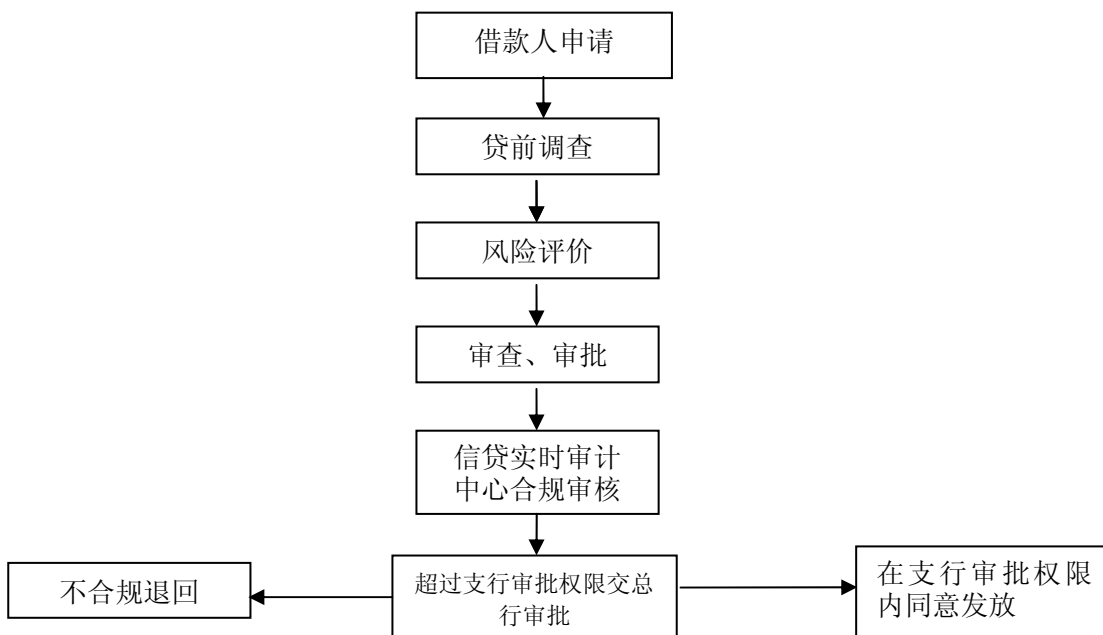 借款人申请
贷前调查
风险评价
审查、审批
信贷实时审计
中心合规审核
不合规退回
超过支行审批权限交总
行审批
在支行审批权限
内同意发放